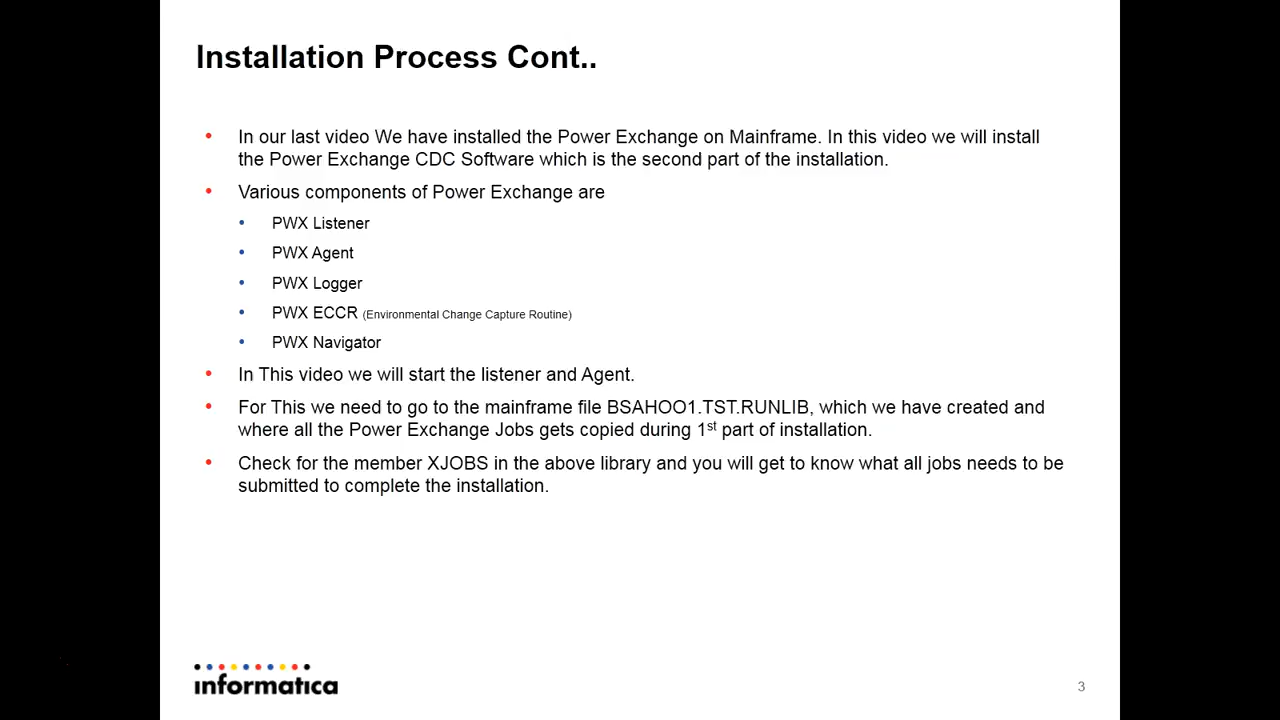 Installation Process Cont..
• In our last video We have installed the Power Exchange on Mainframe. In this video we will install
the Power Exchange CDC Software which is the second part of the installation.
• Various components of Power Exchange are
• PWX Listener
• PWX Agent
• PWX Logger
• PWX ECCR (Environmental Change Capture Routine)
• PWX Navigator
• In This video we will start the listener and Agent.
• For This we need to go to the mainframe file BSAHOO1.TST.RUNLIB, which we have created and
where all the Power Exchange Jobs gets copied during 1st part of installation.
• Check for the member XJOBS in the above library and you will get to know what all jobs needs to be
submitted to complete the installation.
informatica
3